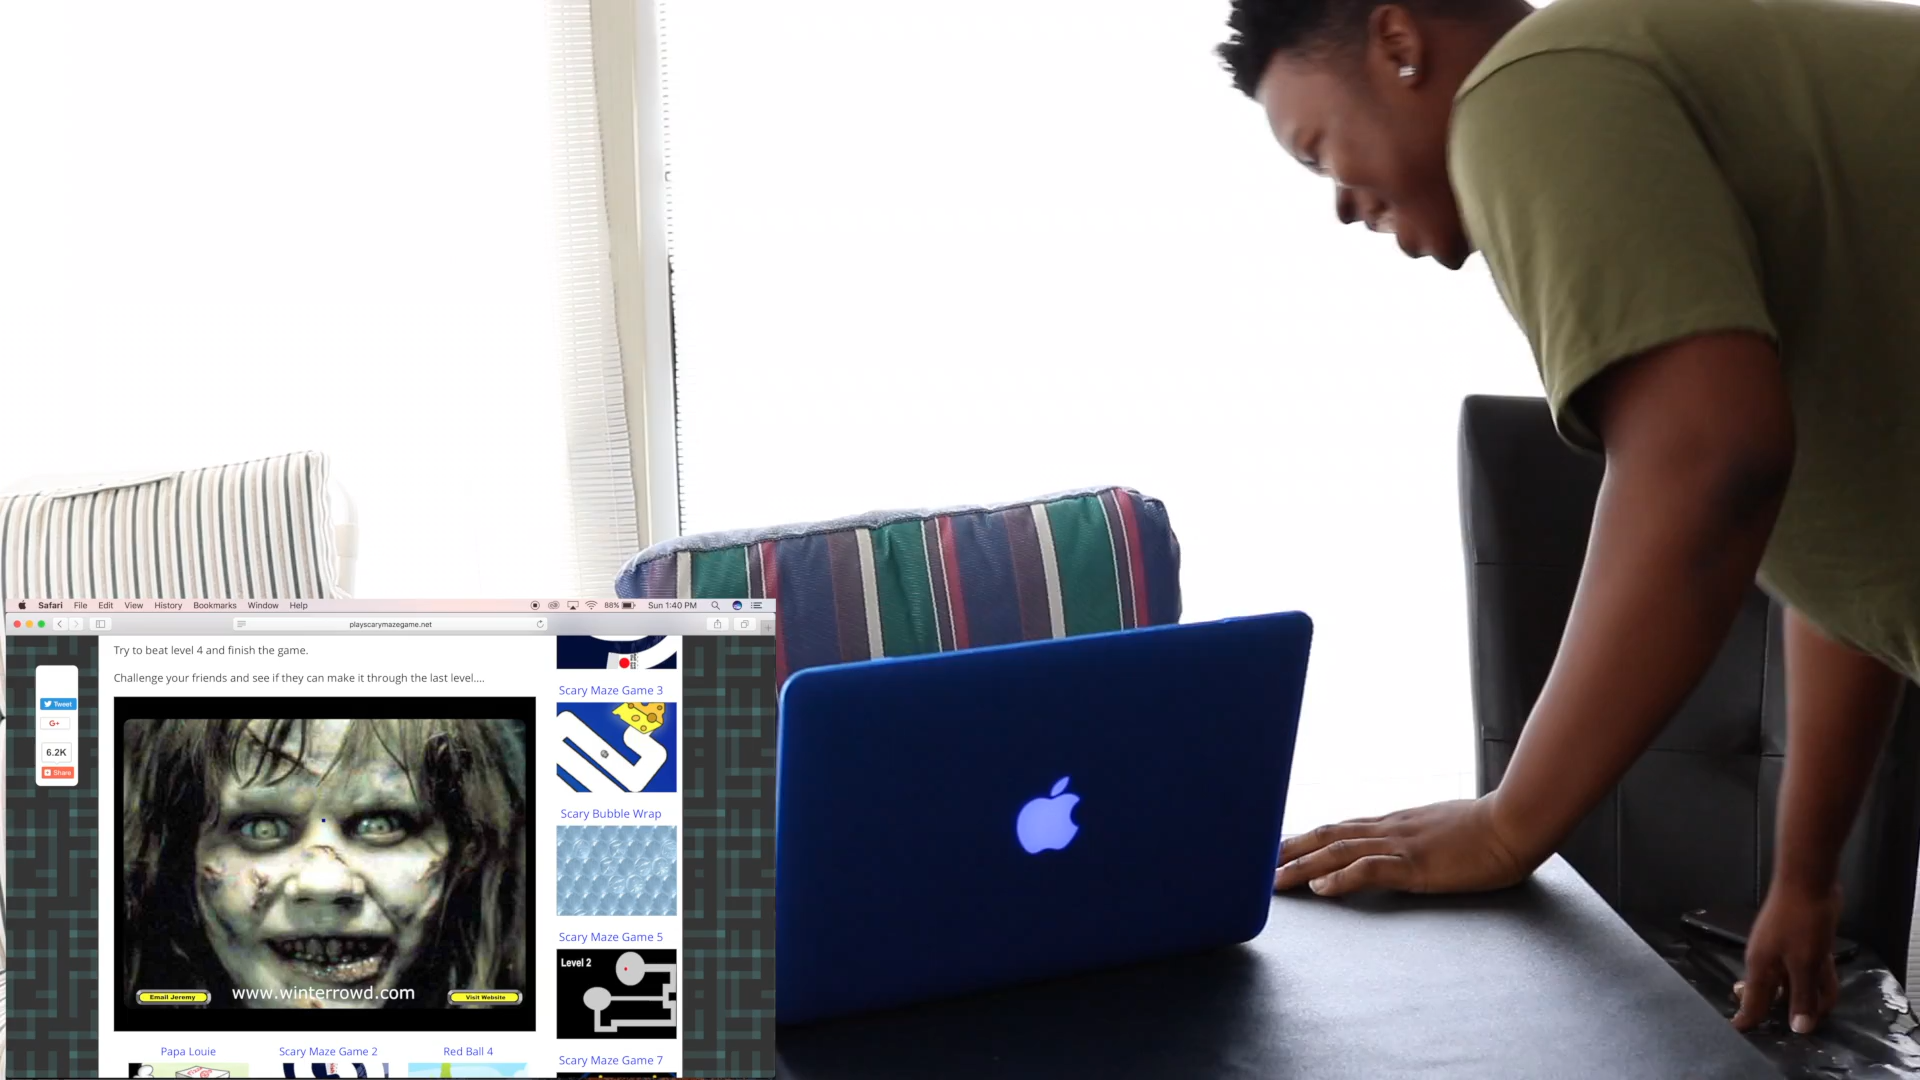 Safari File Edit View History Bookmarks Window Help 88% Sun 1:40 PM
playscarymazegame.net
Try to beat level 4 and finish the game.
Challenge your friends and see if they can make it through the last level....
Tweet
G+
6.2K
Share
Email Jeremy
www.winterrowd.com
Visit Website
Scary Maze Game 3
Scary Bubble Wrap
Scary Maze Game 5
Level 2
Scary Maze Game 7
Papa Louie
Scary Maze Game 2
Red Ball 4